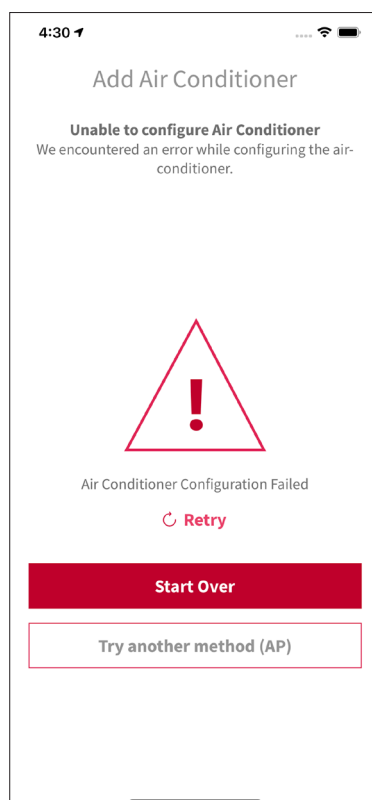 4:30
Add Air Conditioner
Unable to configure Air Conditioner
We encountered an error while configuring the air-
conditioner.
!
Air Conditioner Configuration Failed
Retry
Start Over
Try another method (AP)